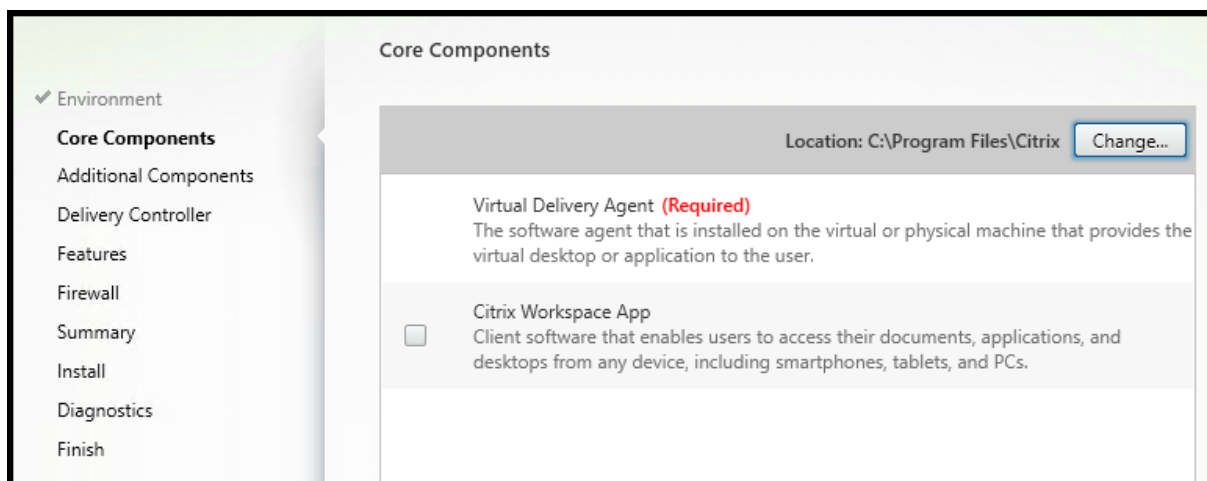 Core Components
Environment
Core Components
Additional Components
Delivery Controller
Features
Firewall
Summary
Install
Diagnostics
Finish
Location: C:\Program Files\Citrix
Change...
Virtual Delivery Agent (Required)
The software agent that is installed on the virtual or physical machine that provides the
virtual desktop or application to the user.
Citrix Workspace App
Client software that enables users to access their documents, applications, and
desktops from any device, including smartphones, tablets, and PCs.